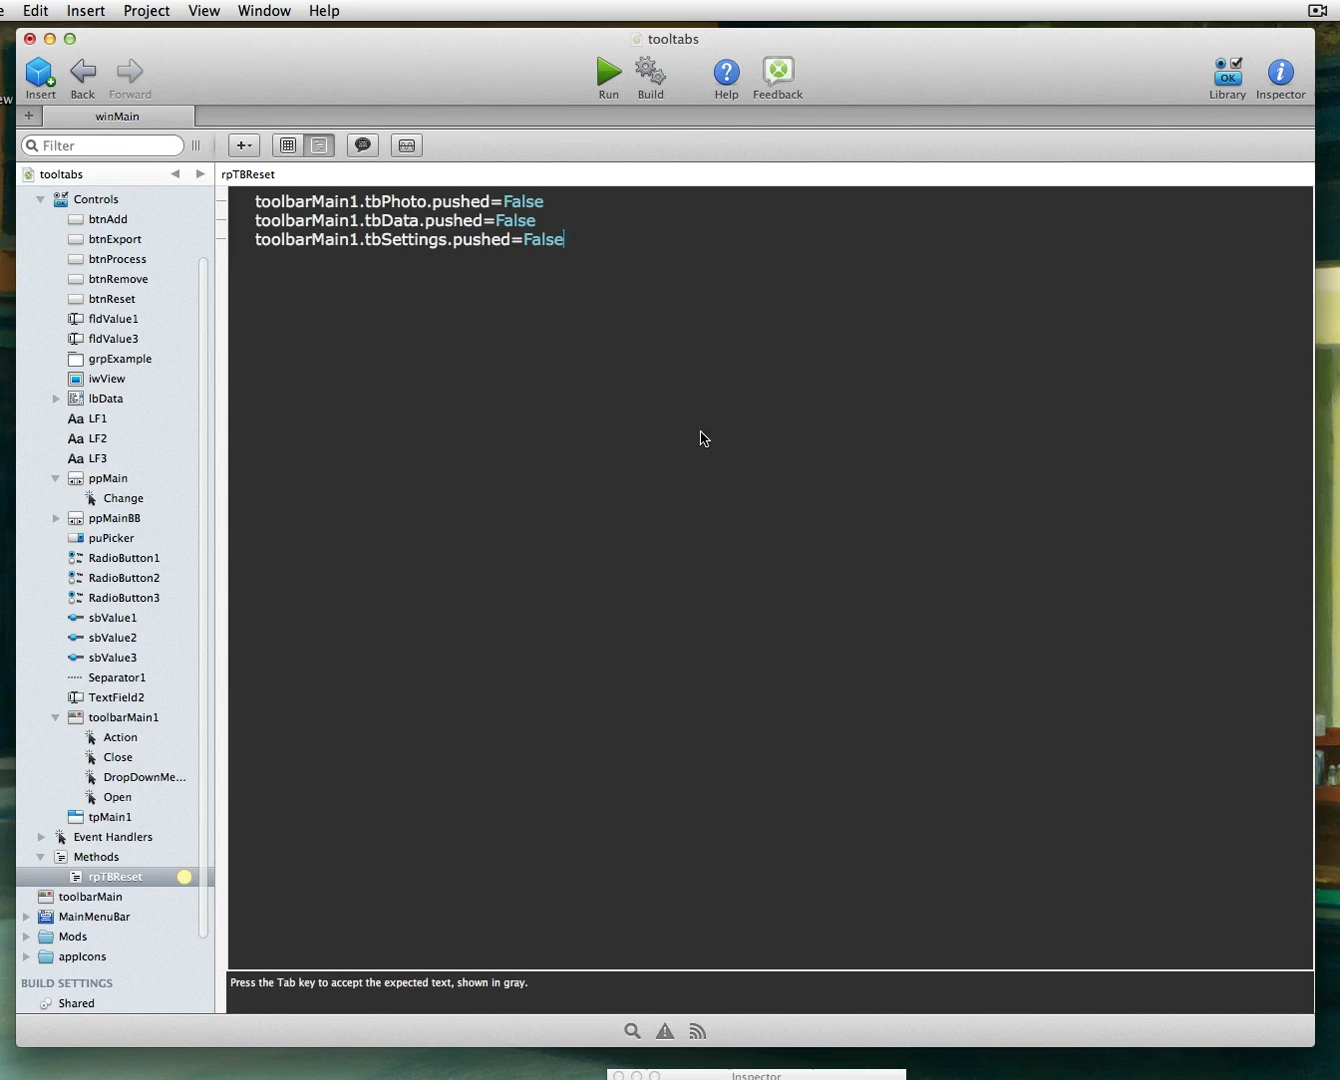 Edit Insert Project View Window Help
tooltabs
Insert Back Forward Run Build Help Feedback Library Inspector
+ winMain
Filter
tooltabs rpTBReset
Controls
btnAdd
btnExport
btnProcess
btnRemove
btnReset
fldValue1
fldValue3
grpExample
iwView
lbData
Aa LF1
Aa LF2
Aa LF3
ppMain
Change
ppMainBB
puPicker
RadioButton1
RadioButton2
RadioButton3
sbValue1
sbValue2
sbValue3
Separator1
TextField2
toolbarMain1
Action
Close
DropDownMe...
Open
tpMain1
Event Handlers
Methods
rpTBReset
toolbarMain
MainMenuBar
Mods
appIcons
BUILD SETTINGS
Shared
toolbarMain1.tbPhoto.pushed=False
toolbarMain1.tbData.pushed=False
toolbarMain1.tbSettings.pushed=False
Press the Tab key to accept the expected text, shown in gray.
Inspector